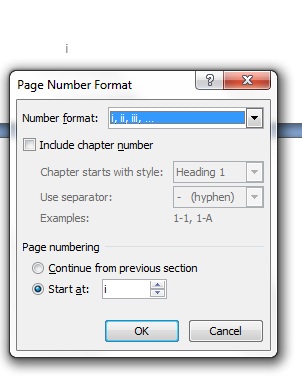 i
Page Number Format
Number format: i, ii, iii, ...
Include chapter number
Chapter starts with style: Heading 1
Use separator: - (hyphen)
Examples: 1-1, 1-A
Page numbering
Continue from previous section
Start at: i
OK Cancel